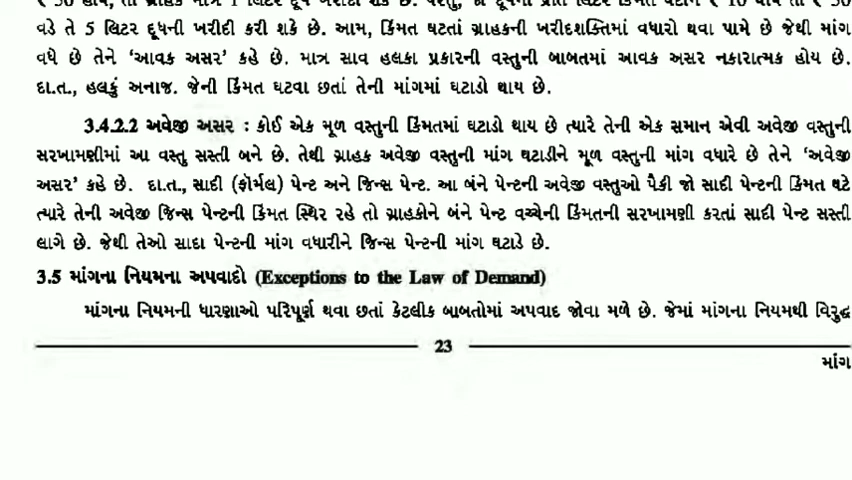 વડે તે 5 લિટર દૂધની ખરીદી કરી શકે છે. આમ, કિંમત ઘટતાં ગ્રાહકની ખરીદશક્તિમાં વધારો થવા પામે છે જેથી માંગ
વધે છે તેને ‘આવક અસર’ કહે છે. માત્ર સાવ હલકા પ્રકારની વસ્તુની બાબતમાં આવક અસર નકારાત્મક હોય છે.
દા.ત., હલકું અનાજ. જેની કિંમત ઘટવા છતાં તેની માંગમાં ઘટાડો થાય છે.
3.4.2.2 અવેજી અસર : કોઈ એક મૂળ વસ્તુની કિંમતમાં ઘટાડો થાય છે ત્યારે તેની એક સમાન એવી અવેજી વસ્તુની
સરખામણીમાં આ વસ્તુ સસ્તી બને છે. તેથી ગ્રાહક અવેજી વસ્તુની માંગ ઘટાડીને મૂળ વસ્તુની માંગ વધારે છે તેને ‘અવેજી
અસર’ કહે છે. દા.ત., સાદી (ફૉર્મલ) પેન્ટ અને જિન્સ પેન્ટ. આ બંને પેન્ટની અવેજી વસ્તુઓ પૈકી જો સાદી પેન્ટની કિંમત ઘટે
ત્યારે તેની અવેજી જિન્સ પેન્ટની કિંમત સ્થિર રહે તો ગ્રાહકોને બંને પેન્ટ વચ્ચેની કિંમતની સરખામણી કરતાં સાદી પેન્ટ સસ્તી
લાગે છે. જેથી તેઓ સાદા પેન્ટની માંગ વધારીને જિન્સ પેન્ટની માંગ ઘટાડે છે.
3.5 માંગના નિયમના અપવાદો (Exceptions to the Law of Demand)
માંગના નિયમની ધારણાઓ પરિપૂર્ણ થવા છતાં કેટલીક બાબતોમાં અપવાદ જોવા મળે છે. જેમાં માંગના નિયમથી વિરુદ્ધ
23
માંગ